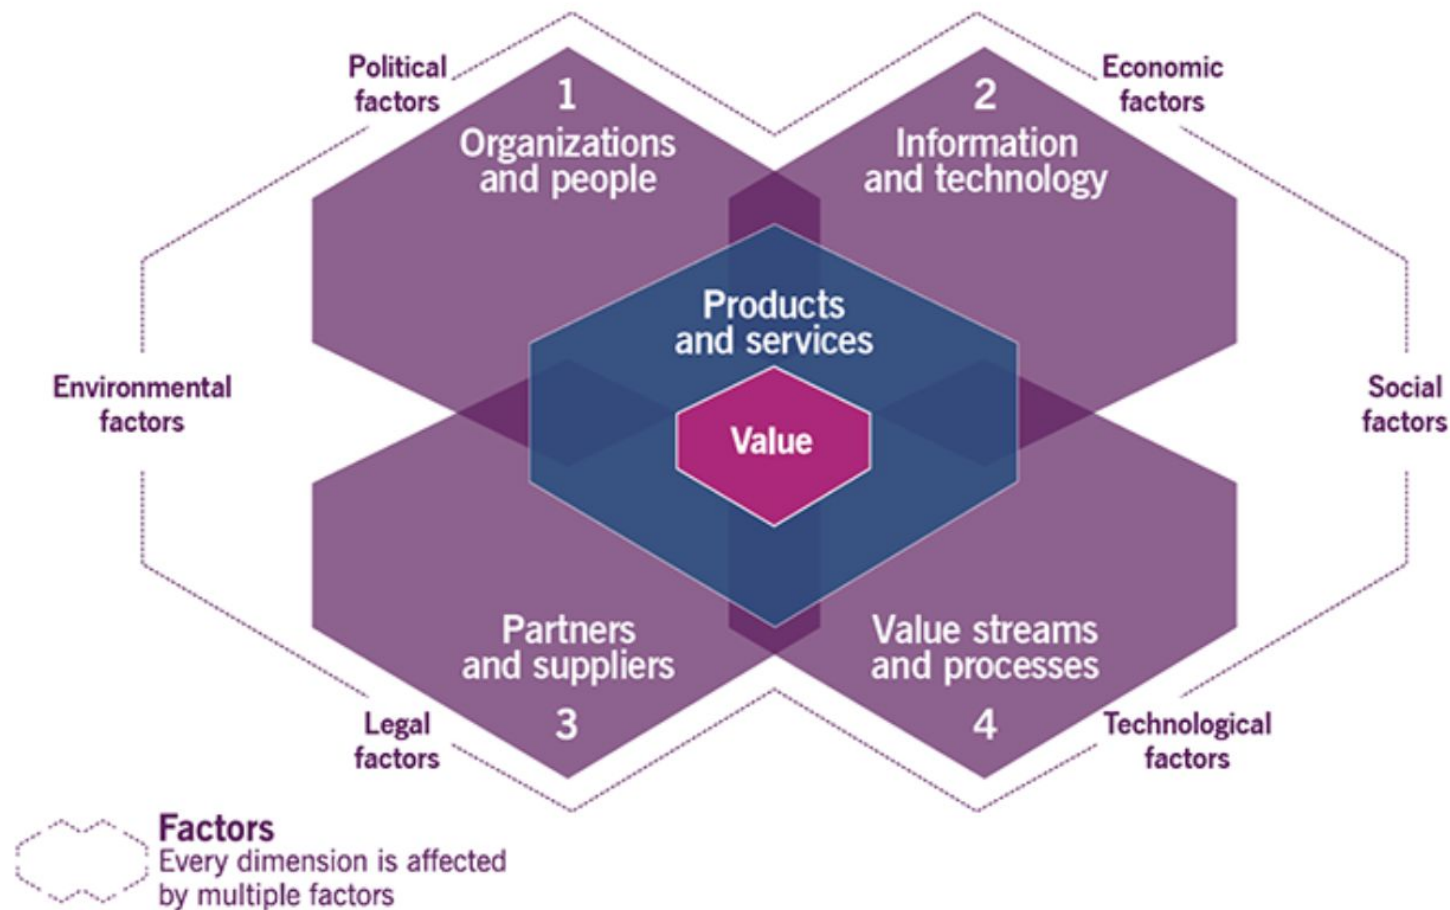 Political
factors
Economic
factors
1
Organizations
and people
2
Information
and technology
Products
and services
Environmental
factors
Value
Social
factors
Partners
and suppliers
3
Value streams
and processes
4
Legal
factors
Technological
factors
Factors
Every dimension is affected
by multiple factors